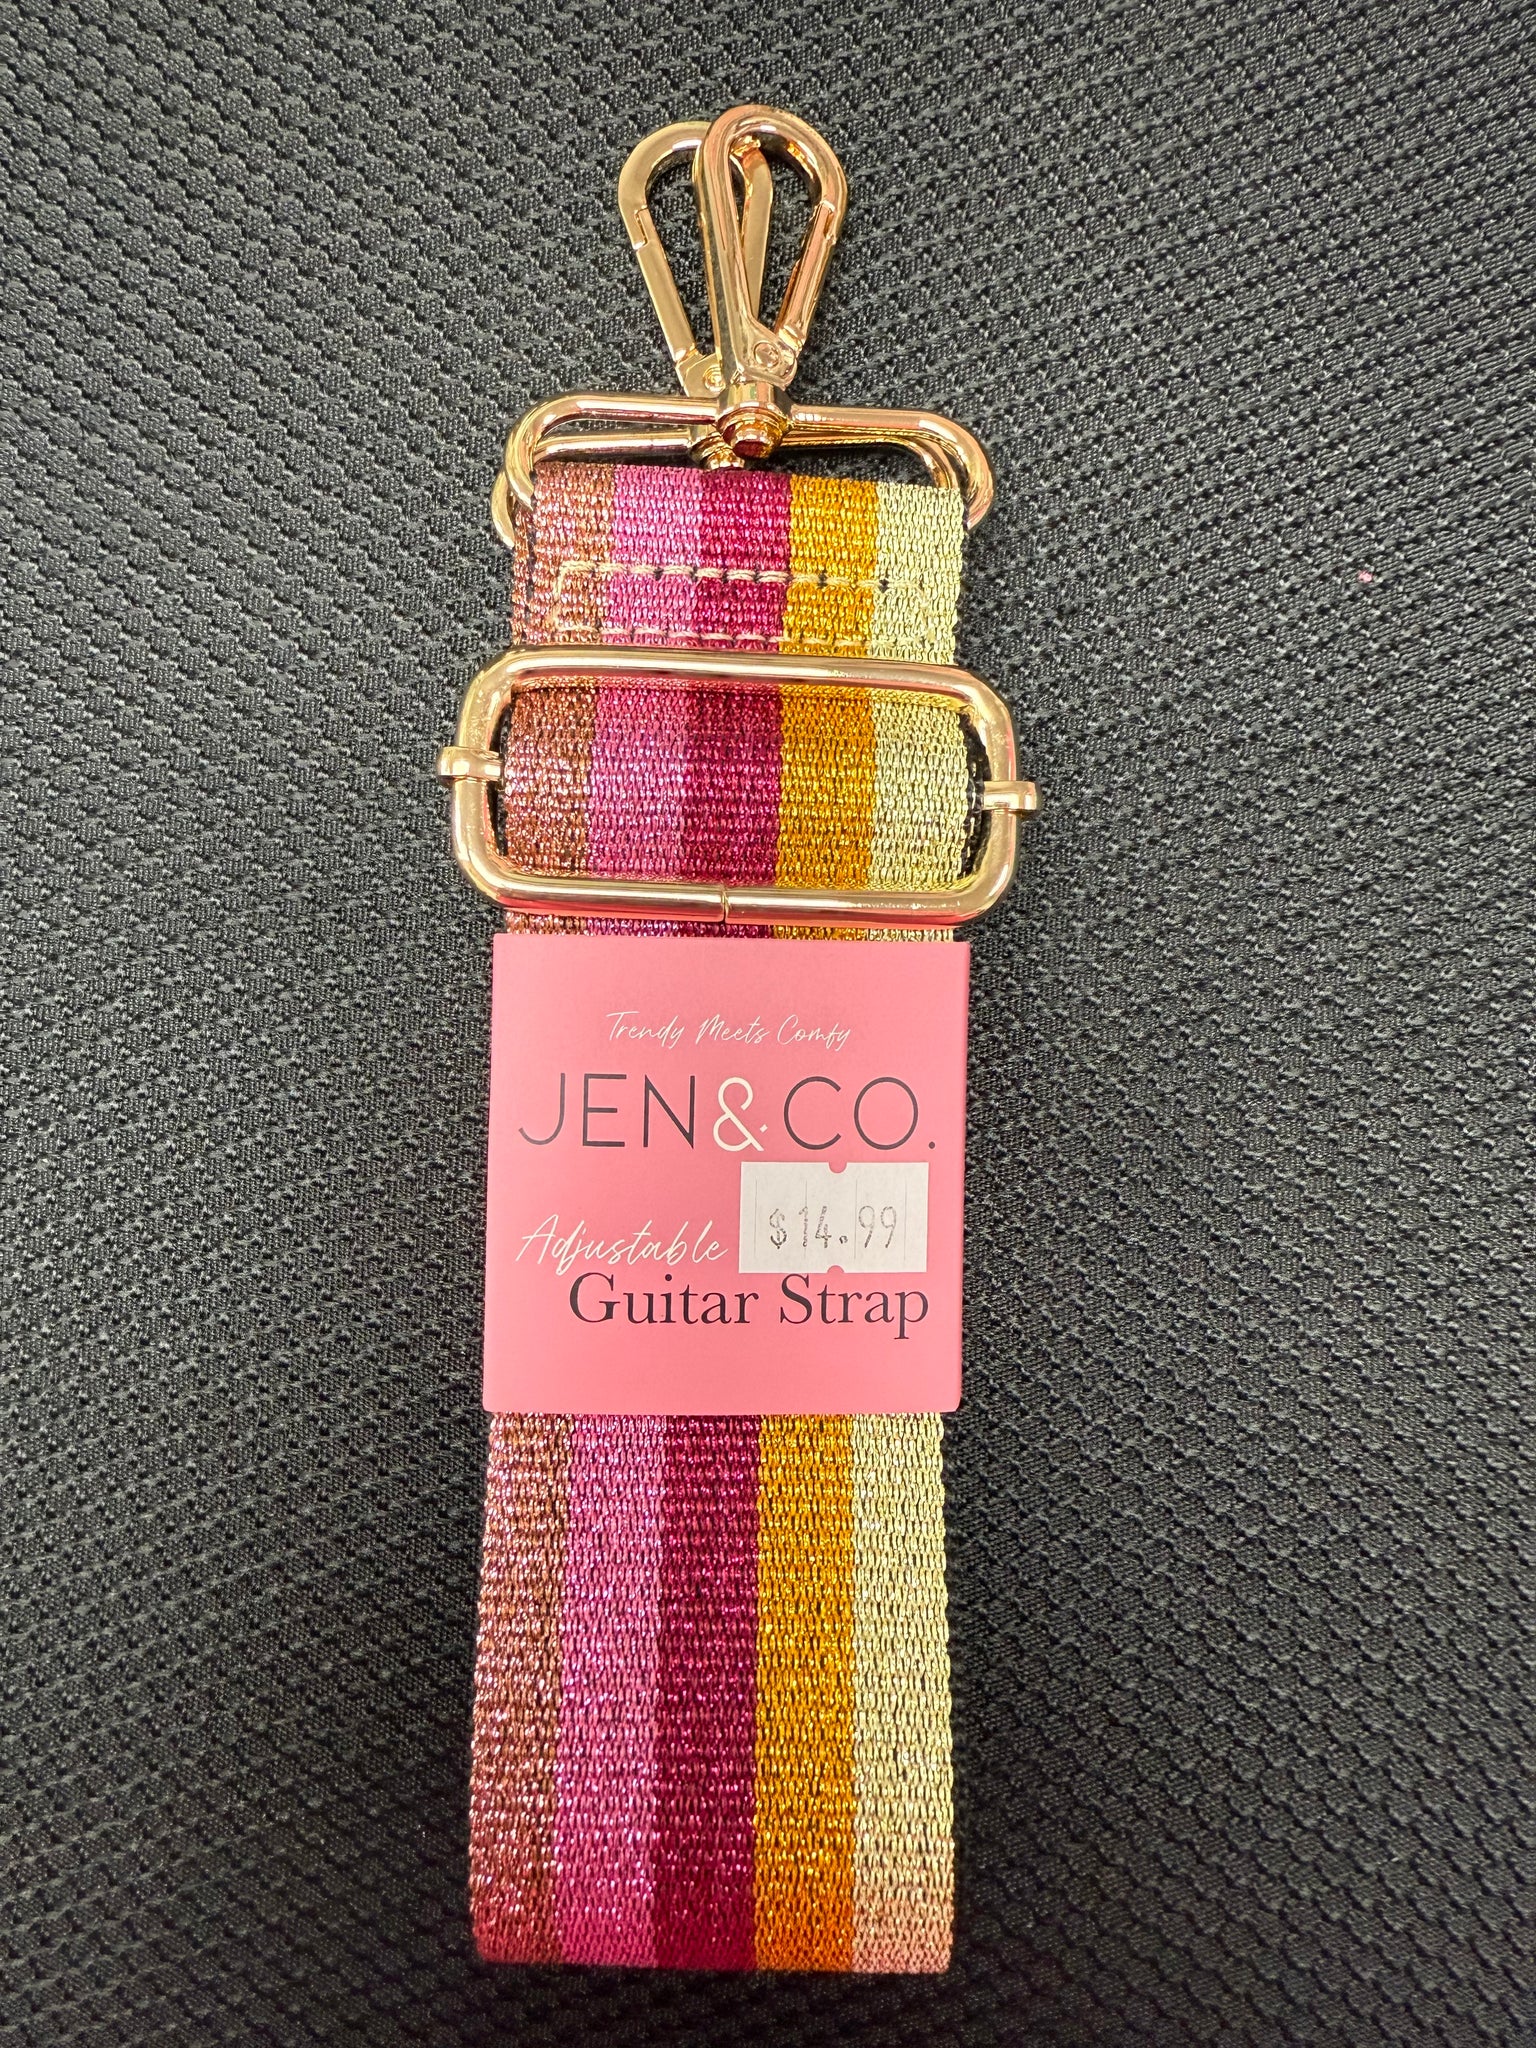 Trendy Meets Comfy
JEN & CO.
$14.99
Adjustable
Guitar Strap